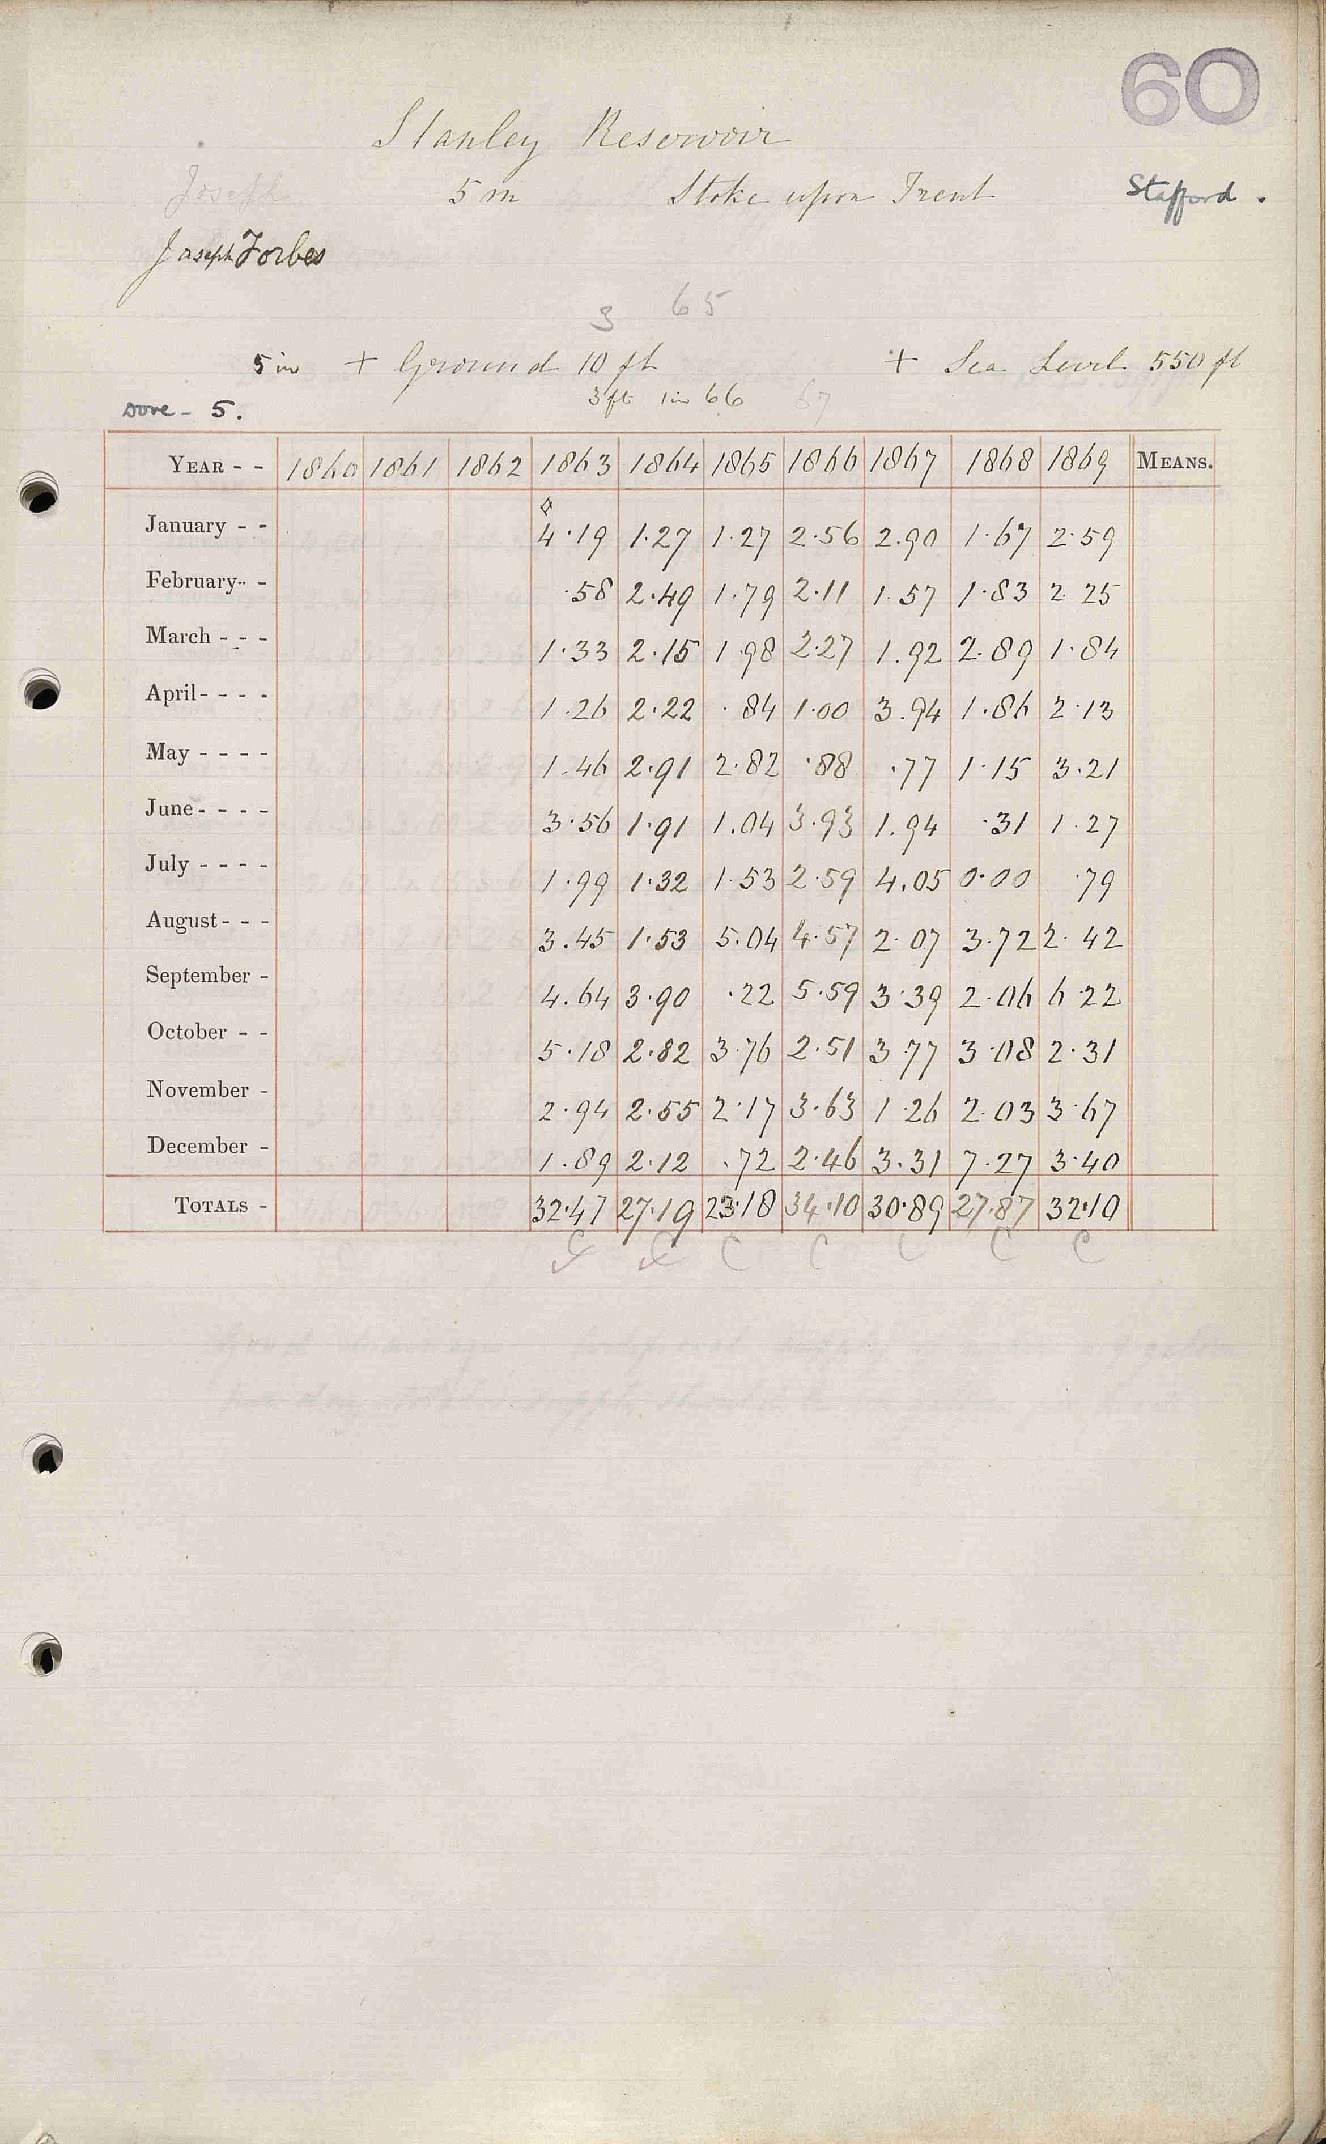 60
Stanley Reservoir
Joseph 5 m Stoke upon Trent Stafford.
Joseph Forbes
3 65
5 in + Ground 10 ft + Sea Level 550 ft
3ft 1in 66 67
Dove - 5.
YEAR - - 1860 1861 1862 1863 1864 1865 1866 1867 1868 1869 MEANS.
January - - 4.19 1.27 1.27 2.56 2.90 1.67 2.59
February - - .58 2.49 1.79 2.11 1.57 1.83 2 25
March - - - 1.33 2.15 1 98 2.27 1.92 2.89 1.84
April - - - - 1.26 2.22 .84 1.00 3.94 1.86 2.13
May - - - - 1.46 2.91 2.82 .88 .77 1.15 3.21
June - - - - 3.56 1.91 1.04 3.93 1.94 .31 1.27
July - - - - 1.99 1.32 1.53 2.59 4.05 0.00 .79
August - - - 3.45 1.53 5.04 4.57 2.07 3.72 2.42
September - 4.64 3.90 .22 5.59 3.39 2.06 6.22
October - - 5.18 2.82 3.76 2.51 3.77 3.08 2.31
November - 2.94 2.55 2.17 3.63 1.26 2.03 3.67
December - 1.89 2.12 .72 2.46 3.31 7.27 3.40
TOTALS - 32.47 27.19 23.18 34.10 30.89 27.87 32.10
C C C C C C C